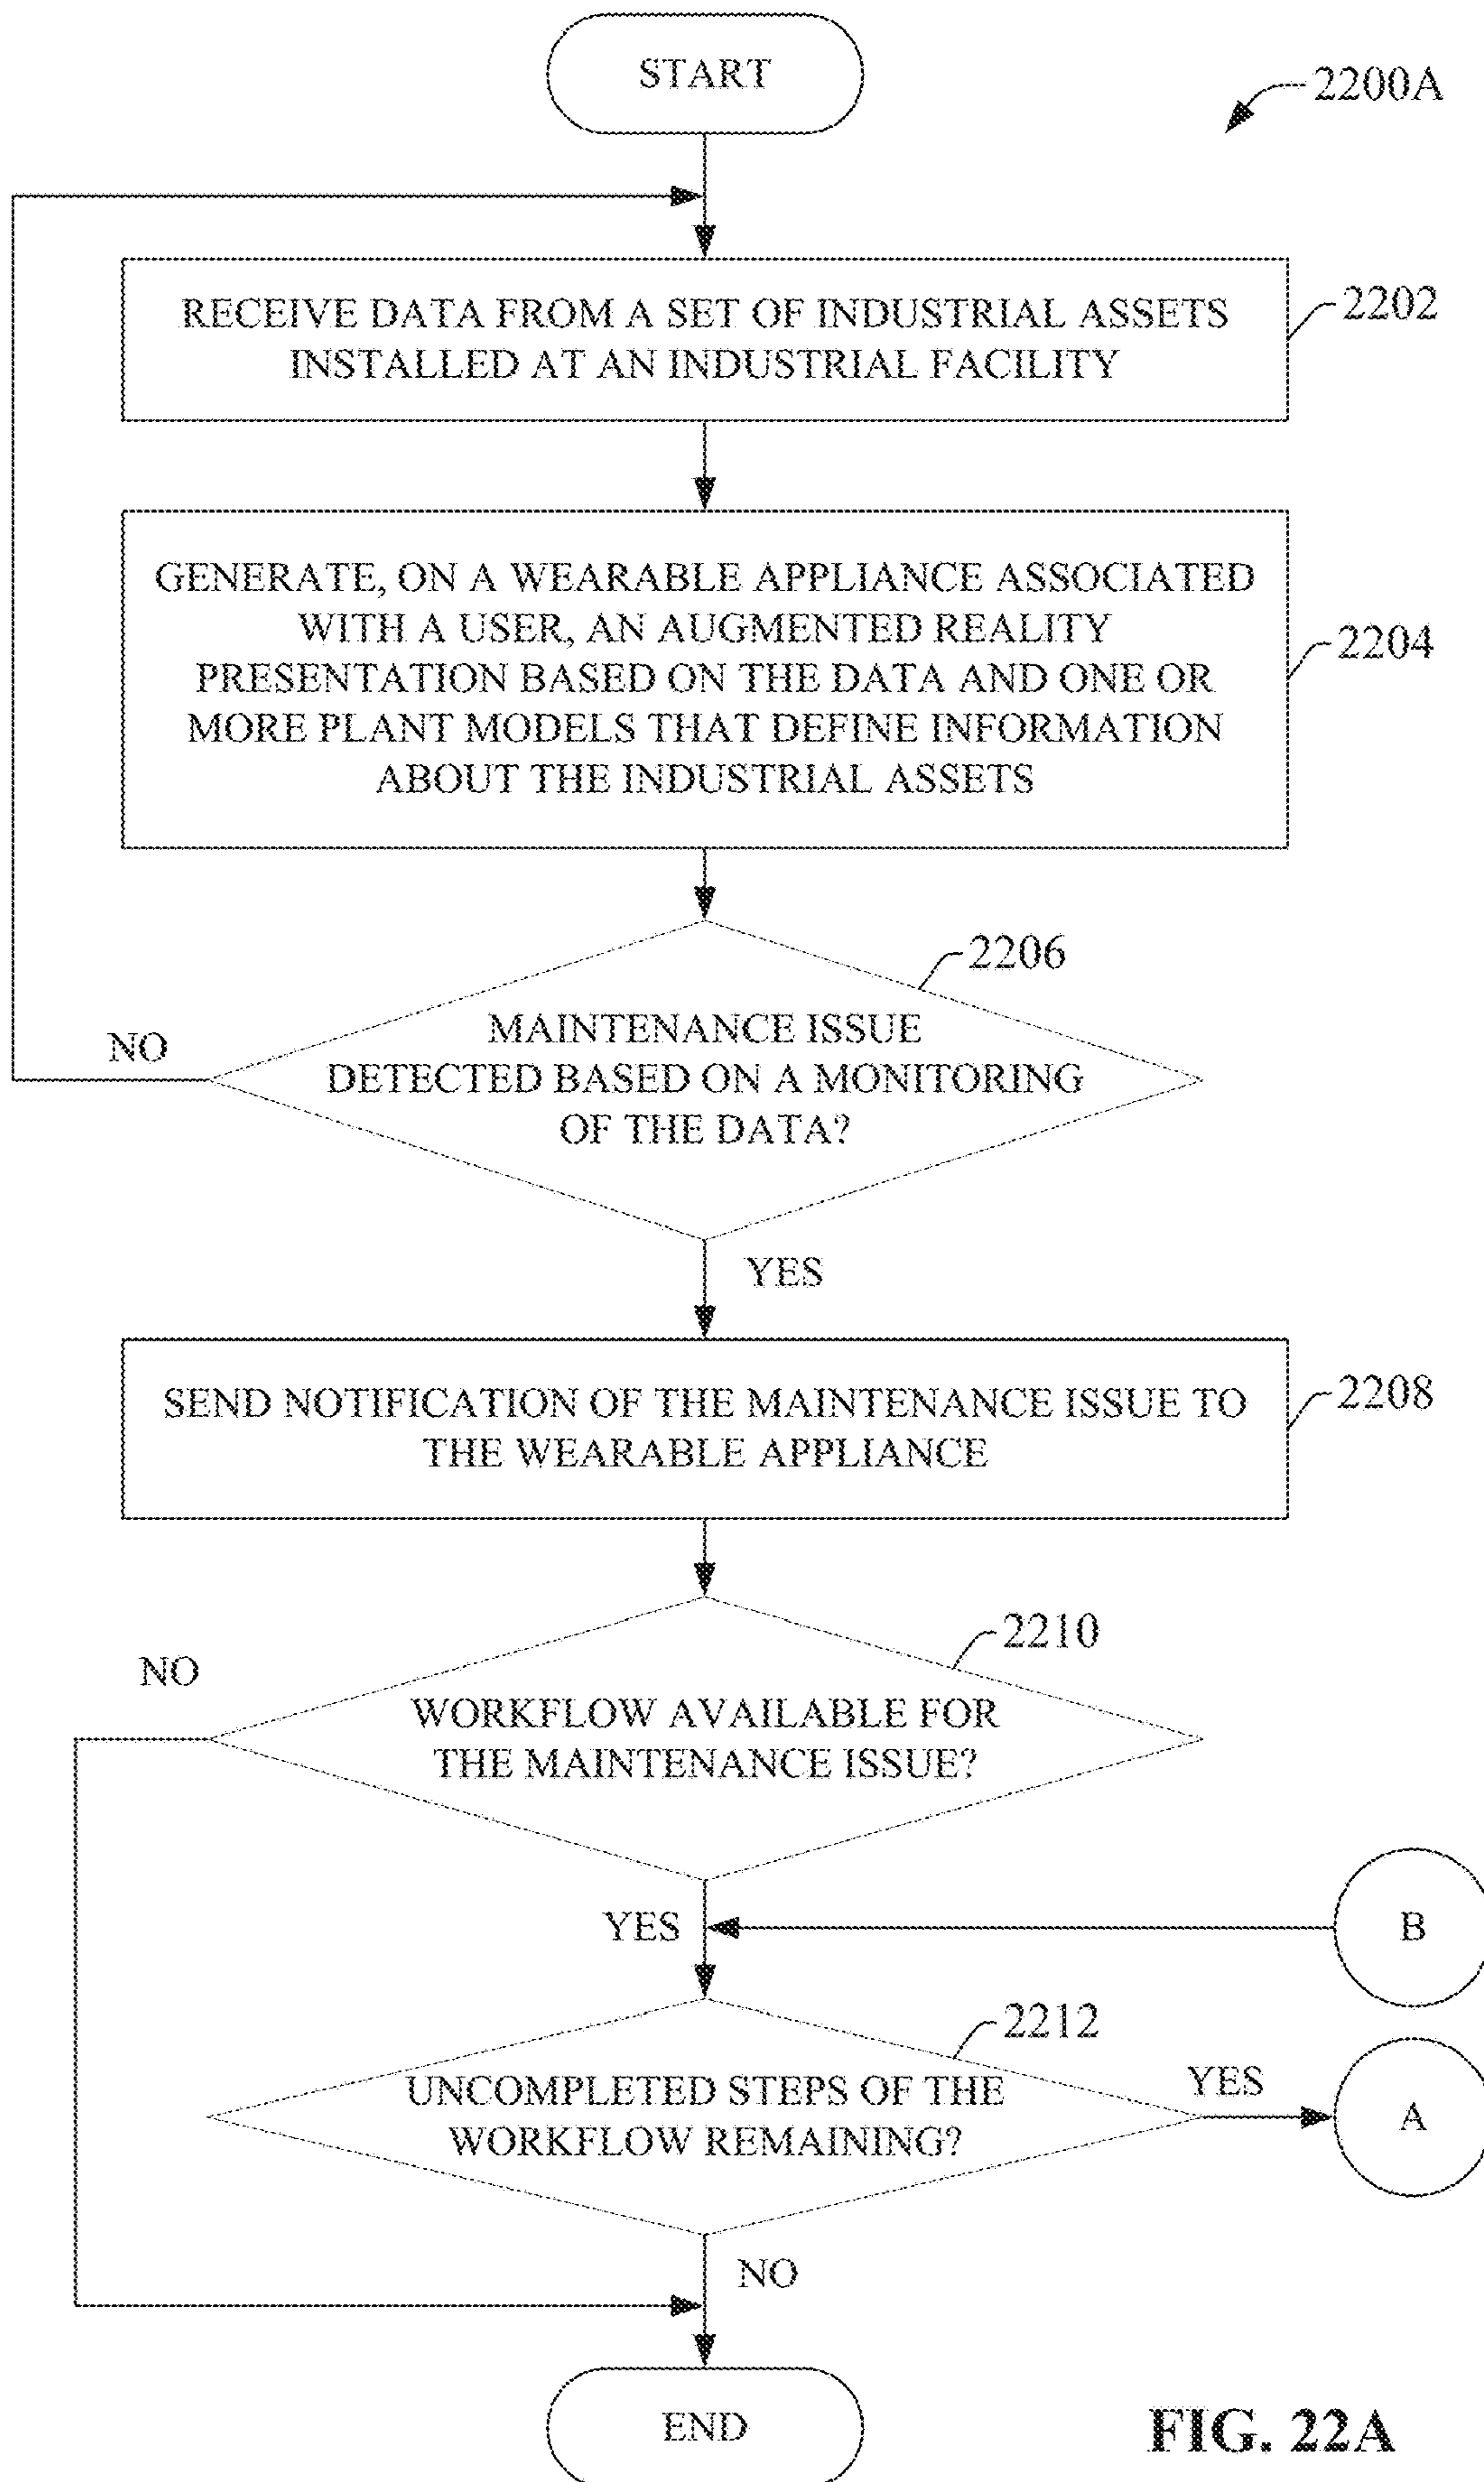 START
2200A
RECEIVE DATA FROM A SET OF INDUSTRIAL ASSETS
INSTALLED AT AN INDUSTRIAL FACILITY
2202
GENERATE, ON A WEARABLE APPLIANCE ASSOCIATED
WITH A USER, AN AUGMENTED REALITY
PRESENTATION BASED ON THE DATA AND ONE OR
MORE PLANT MODELS THAT DEFINE INFORMATION
ABOUT THE INDUSTRIAL ASSETS
2204
2206
MAINTENANCE ISSUE
DETECTED BASED ON A MONITORING
OF THE DATA?
NO
YES
SEND NOTIFICATION OF THE MAINTENANCE ISSUE TO
THE WEARABLE APPLIANCE
2208
2210
NO
WORKFLOW AVAILABLE FOR
THE MAINTENANCE ISSUE?
YES
B
2212
UNCOMPLETED STEPS OF THE
WORKFLOW REMAINING?
YES
A
NO
END
FIG. 22A